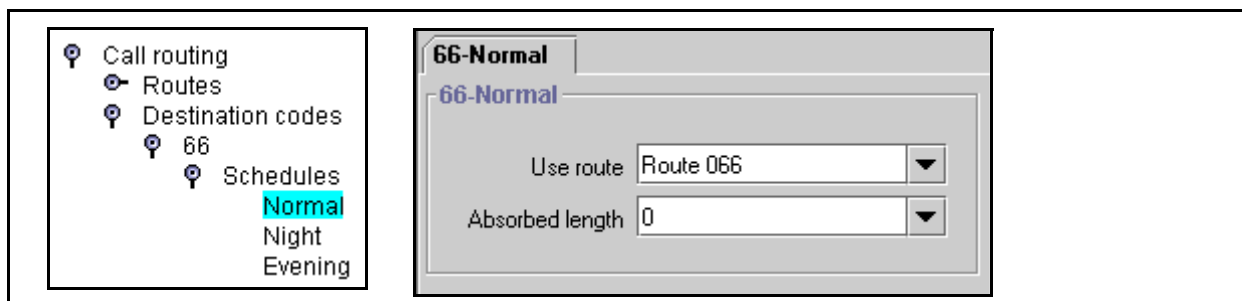 Call routing
Routes
Destination codes
66
Schedules
Normal
Night
Evening
66-Normal
66-Normal
Use route Route 066
Absorbed length 0